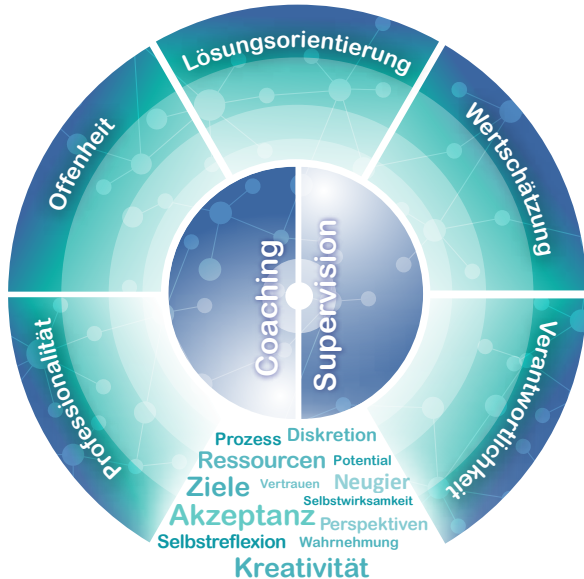 Lösungsorientierung
Offenheit
Wertschätzung
Coaching
Supervision
Professionalität
Verantwortlichkeit
Prozess Diskretion
Ressourcen Potential
Ziele Vertrauen Neugier
Selbstwirksamkeit
Akzeptanz Perspektiven
Selbstreflexion Wahrnehmung
Kreativität